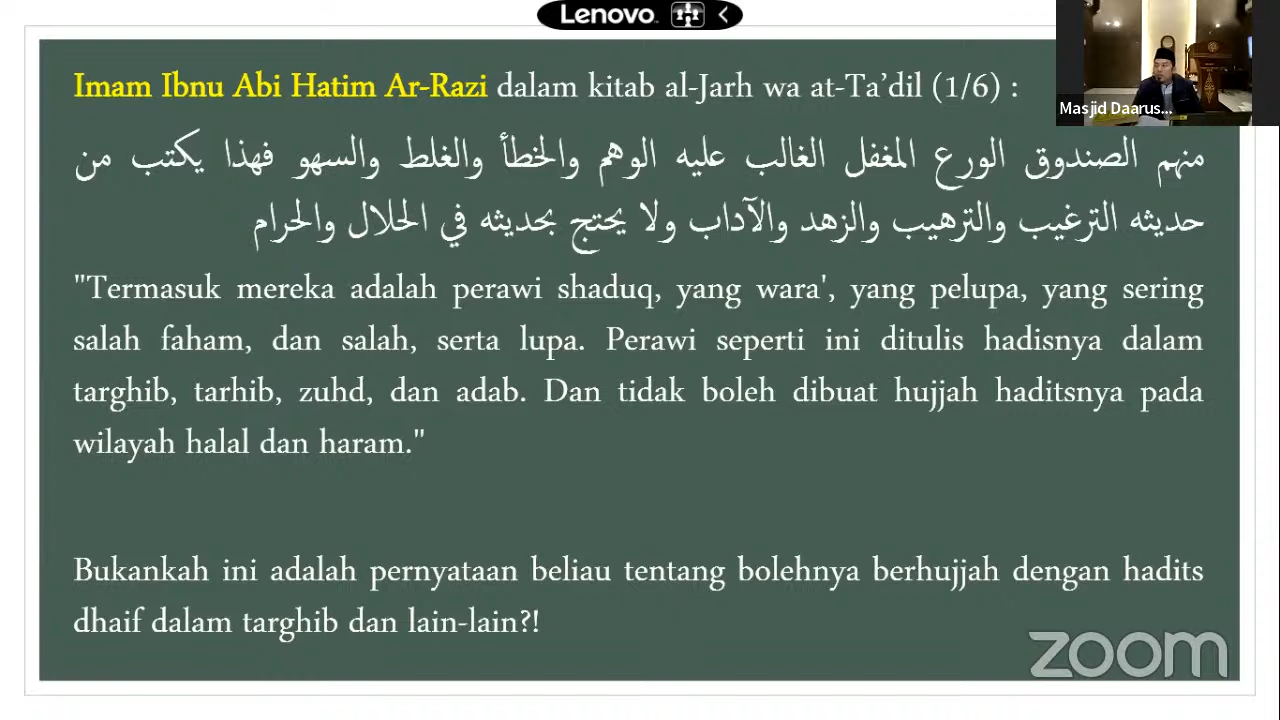 Lenovo
Imam Ibnu Abi Hatim Ar-Razi dalam kitab al-Jarh wa at-Ta’dil (1/6) :
Masjid Daarus...
منهم الصندوق الورع المغفل الغالب عليه الوهم والخطأ والغلط والسهو فهذا يكتب من
حديثه الترغيب والترهيب والزهد والآداب ولا يحتج بحديثه في الحلال والحرام
"Termasuk mereka adalah perawi shaduq, yang wara', yang pelupa, yang sering
salah faham, dan salah, serta lupa. Perawi seperti ini ditulis hadisnya dalam
targhib, tarhib, zuhd, dan adab. Dan tidak boleh dibuat hujjah haditsnya pada
wilayah halal dan haram."
Bukankah ini adalah pernyataan beliau tentang bolehnya berhujjah dengan hadits
dhaif dalam targhib dan lain-lain?!
zoom